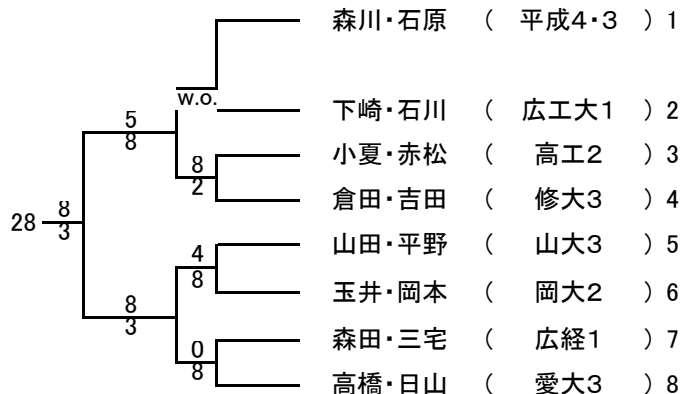 森川・石原 ( 平成4・3 ) 1
w.o.
下崎・石川 ( 広工大1 ) 2
5
8
小夏・赤松 ( 高工2 ) 3
8
2
倉田・吉田 ( 修大3 ) 4
28
8
3
山田・平野 ( 山大3 ) 5
4
8
玉井・岡本 ( 岡大2 ) 6
8
3
森田・三宅 ( 広経1 ) 7
0
8
高橋・日山 ( 愛大3 ) 8